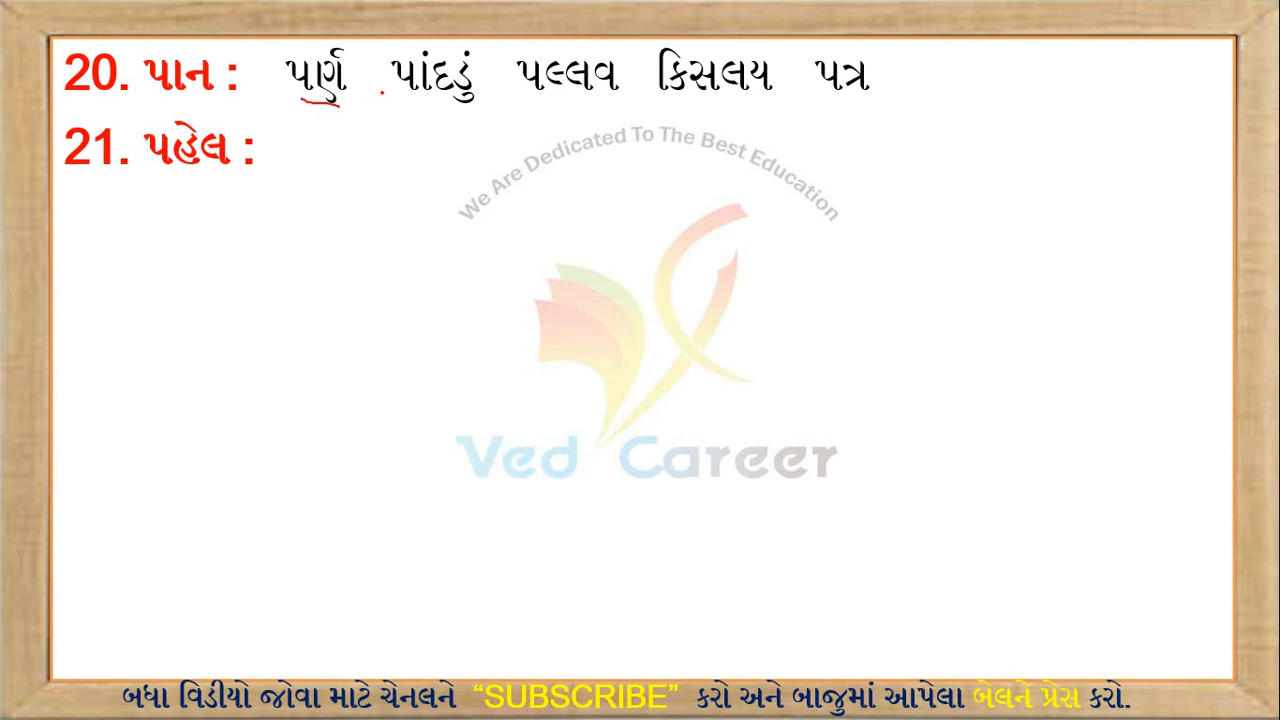 20. પાન : પર્ણ પાંદડું પલ્લવ કિસલય પત્ર
21. પહેલ :
We Are Dedicated To The Best Education
Ved Career
બધા વિડીયો જોવા માટે ચેનલને “SUBSCRIBE” કરો અને બાજુમાં આપેલા બેલને પ્રેસ કરો.